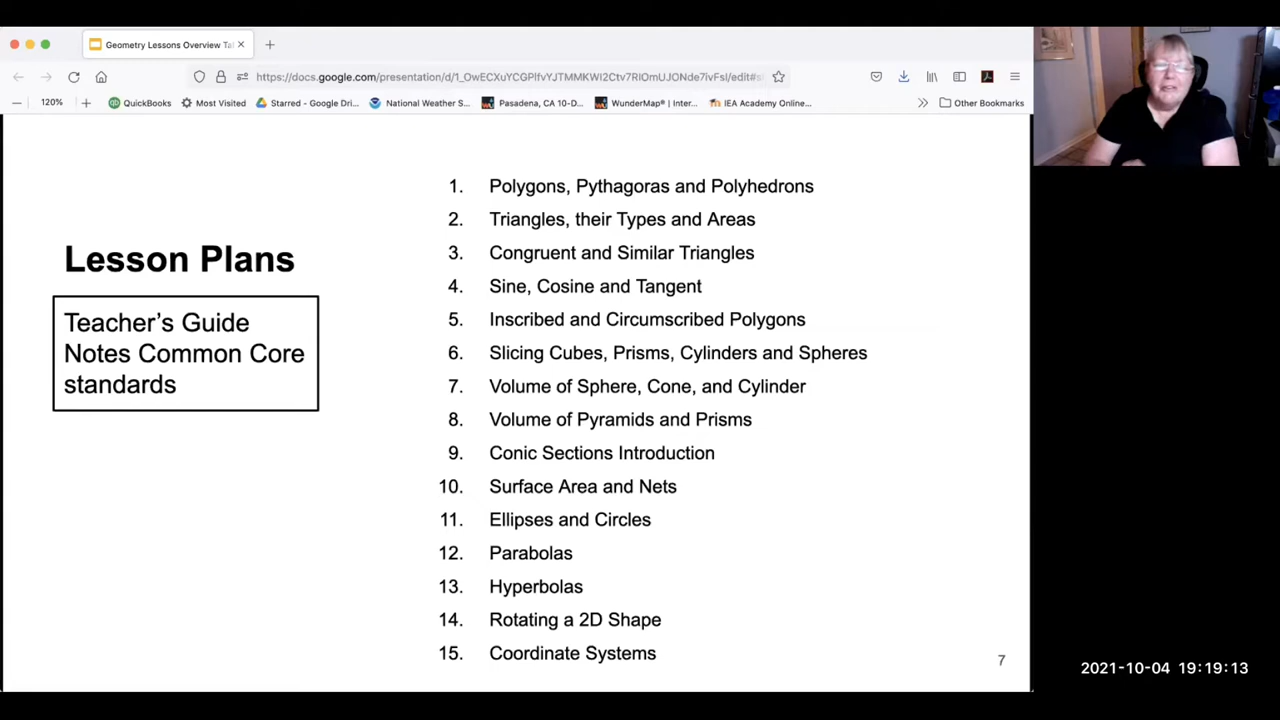 Geometry Lessons Overview Tal
https://docs.google.com/presentation/d/1_OwECXuYCGPlfvYJTMMKWI2Ctv7RIOmUJONde7ivFsI/edit#sl
120%
QuickBooks
Most Visited
Starred - Google Dri...
National Weather S...
Pasadena, CA 10-D...
WunderMap® | Inter...
IEA Academy Online...
Other Bookmarks
Lesson Plans
Teacher's Guide
Notes Common Core
standards
1. Polygons, Pythagoras and Polyhedrons
2. Triangles, their Types and Areas
3. Congruent and Similar Triangles
4. Sine, Cosine and Tangent
5. Inscribed and Circumscribed Polygons
6. Slicing Cubes, Prisms, Cylinders and Spheres
7. Volume of Sphere, Cone, and Cylinder
8. Volume of Pyramids and Prisms
9. Conic Sections Introduction
10. Surface Area and Nets
11. Ellipses and Circles
12. Parabolas
13. Hyperbolas
14. Rotating a 2D Shape
15. Coordinate Systems
7
2021-10-04 19:19:13